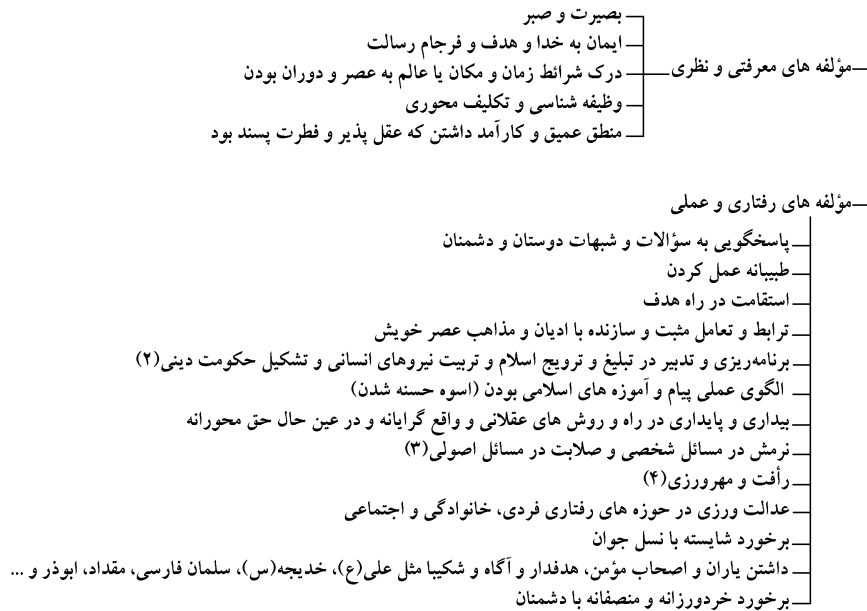 بصیرت و صبر
ایمان به خدا و هدف و فرجام رسالت
مؤلفه های معرفتی و نظری
درک شرائط زمان و مکان یا عالم به عصر و دوران بودن
وظیفه شناسی و تکلیف محوری
منطق عمیق و کارآمد داشتن که عقل پذیر و فطرت پسند بود
مؤلفه های رفتاری و عملی
پاسخگویی به سؤالات و شبهات دوستان و دشمنان
طبیبانه عمل کردن
استقامت در راه هدف
ترابط و تعامل مثبت و سازنده با ادیان و مذاهب عصر خویش
برنامه‌ریزی و تدبیر در تبلیغ و ترویج اسلام و تربیت نیروهای انسانی و تشکیل حکومت دینی(۲)
الگوی عملی پیام و آموزه های اسلامی بودن (اسوه حسنه شدن)
بیداری و پایداری در راه و روش های عقلانی و واقع گرایانه و در عین حال حق محورانه
نرمش در مسائل شخصی و صلابت در مسائل اصولی(۳)
رأفت و مهرورزی(۴)
عدالت ورزی در حوزه های رفتاری فردی، خانوادگی و اجتماعی
برخورد شایسته با نسل جوان
داشتن یاران و اصحاب مؤمن، هدفدار و آگاه و شکیبا مثل علی(ع)، خدیجه(س)، سلمان فارسی، مقداد، ابوذر و ...
برخورد خردورزانه و منصفانه با دشمنان